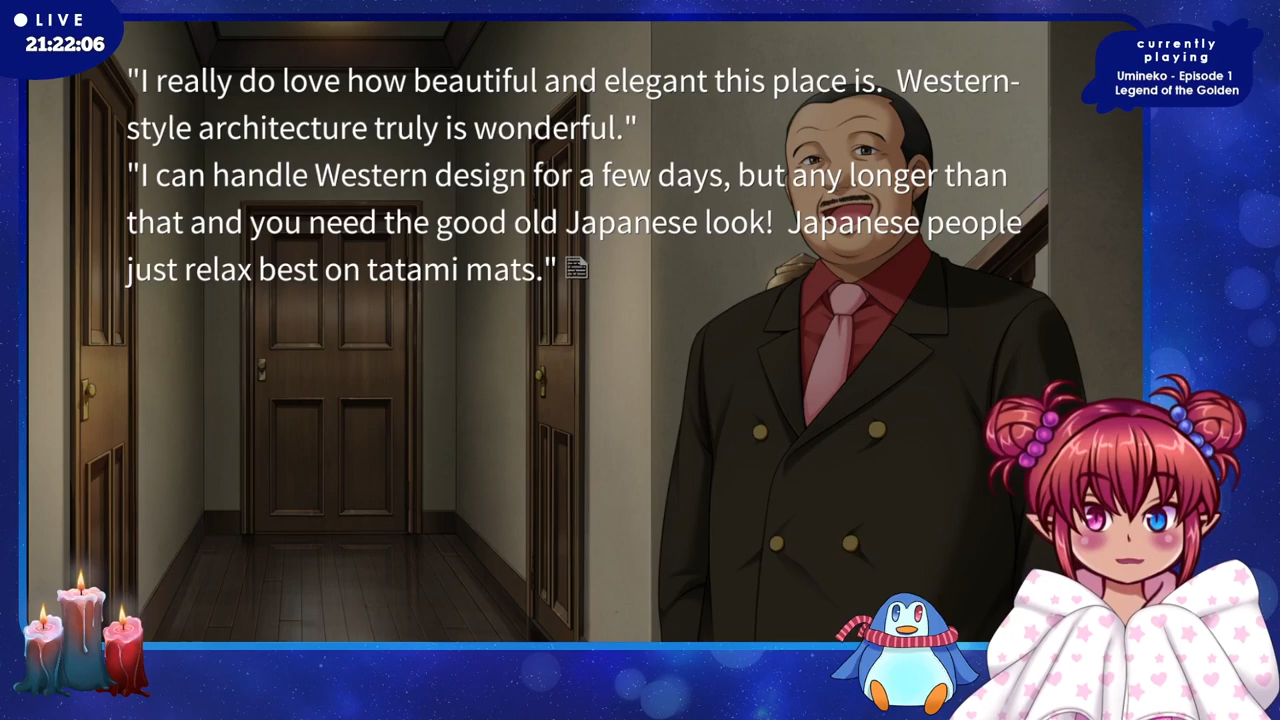 LIVE
21:22:06
currently
playing
Umineko - Episode 1
Legend of the Golden
"I really do love how beautiful and elegant this place is.  Western-
style architecture truly is wonderful."
"I can handle Western design for a few days, but any longer than
that and you need the good old Japanese look!  Japanese people
just relax best on tatami mats."